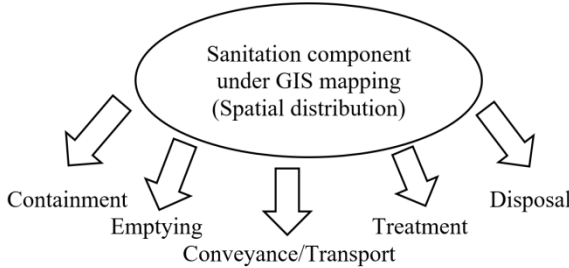 Sanitation component
under GIS mapping
(Spatial distribution)
Containment
Emptying
Conveyance/Transport
Treatment
Disposal